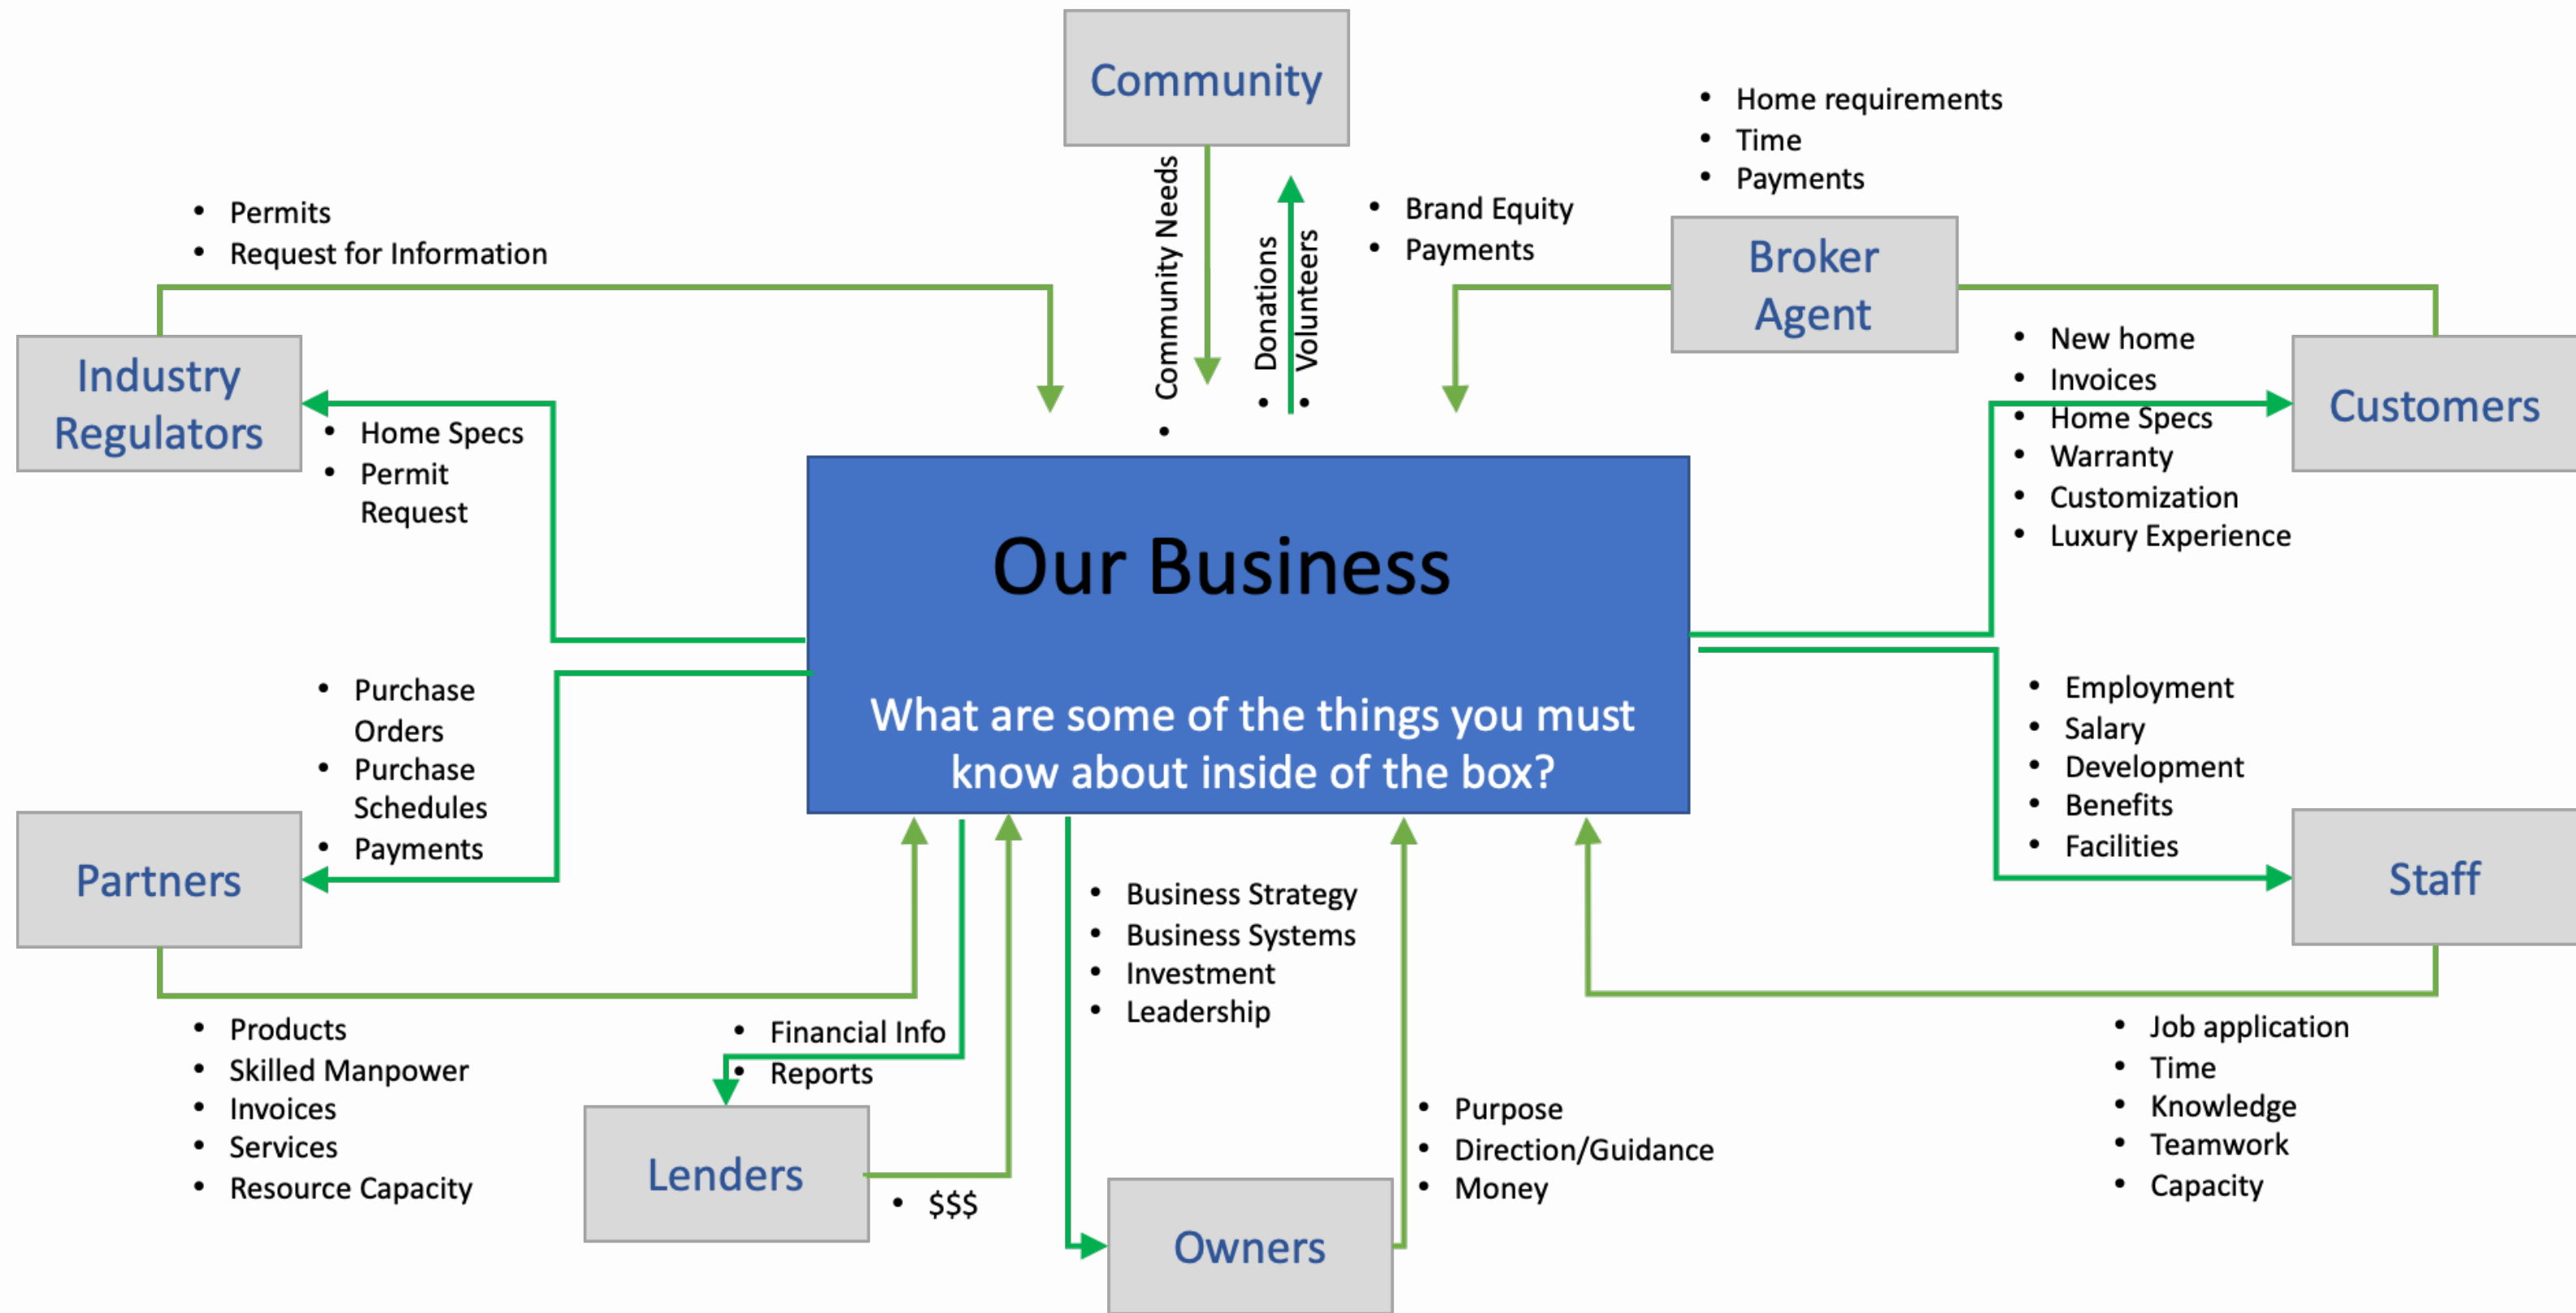 Community
• Home requirements
• Time
• Payments
• Permits
• Request for Information
• Community Needs
• Donations
• Volunteers
• Brand Equity
• Payments
Broker
Agent
Industry
Regulators
• Home Specs
• Permit
Request
• New home
• Invoices
• Home Specs
• Warranty
• Customization
• Luxury Experience
Customers
Our Business
What are some of the things you must
know about inside of the box?
• Purchase
Orders
• Purchase
Schedules
• Payments
Partners
• Employment
• Salary
• Development
• Benefits
• Facilities
Staff
• Business Strategy
• Business Systems
• Investment
• Leadership
• Products
• Skilled Manpower
• Invoices
• Services
• Resource Capacity
• Financial Info
• Reports
Lenders
• $$$
Owners
• Purpose
• Direction/Guidance
• Money
• Job application
• Time
• Knowledge
• Teamwork
• Capacity